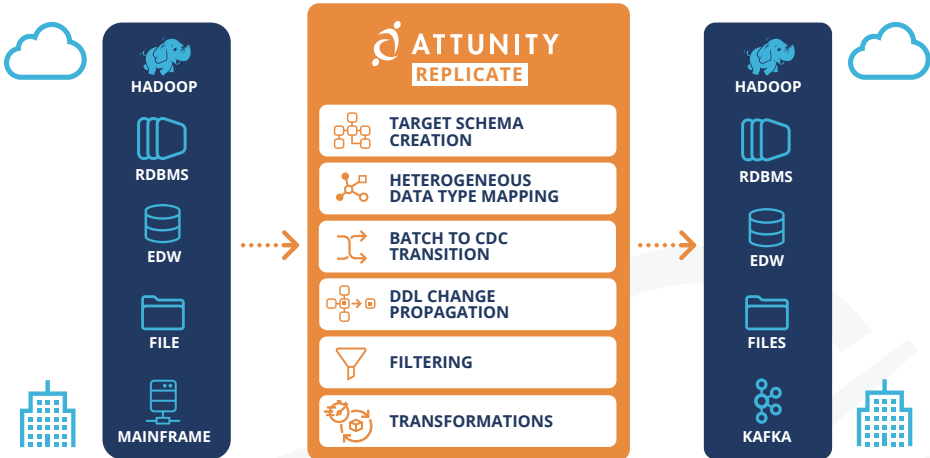 HADOOP
RDBMS
EDW
FILE
MAINFRAME
ATTUNITY
REPLICATE
TARGET SCHEMA
CREATION
HETEROGENEOUS
DATA TYPE MAPPING
BATCH TO CDC
TRANSITION
DDL CHANGE
PROPAGATION
FILTERING
TRANSFORMATIONS
HADOOP
RDBMS
EDW
FILES
KAFKA